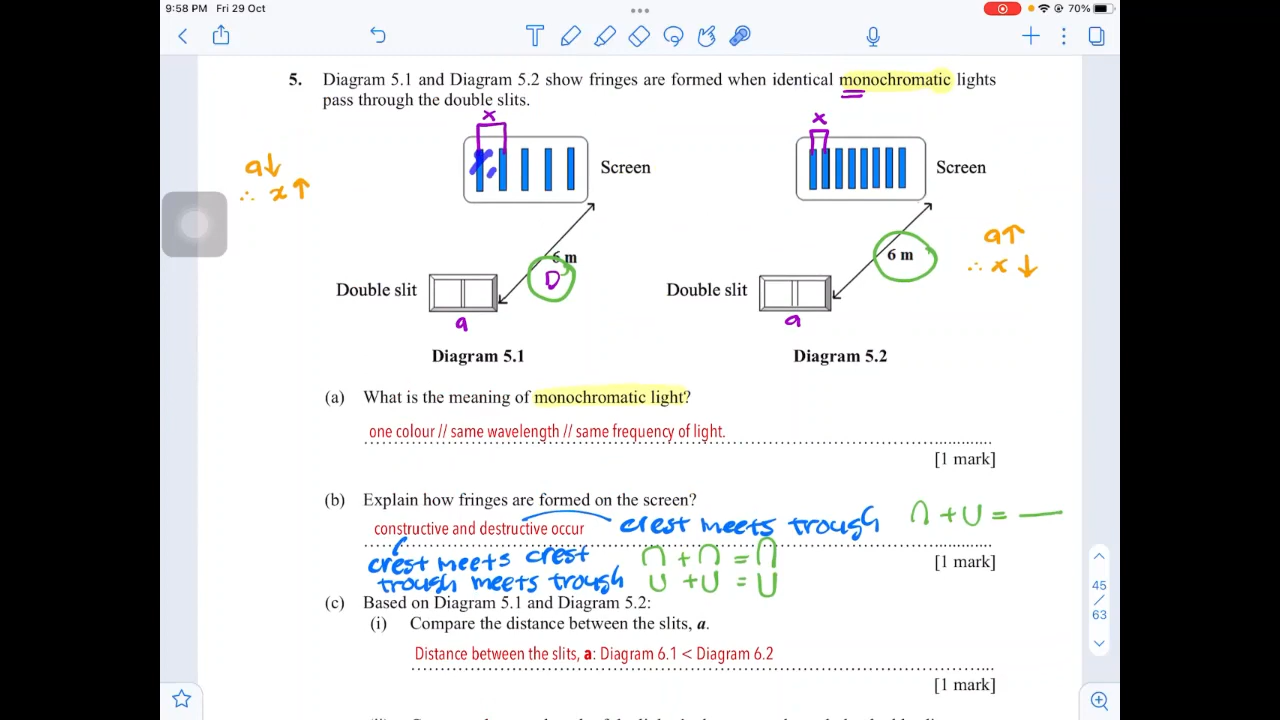 9:58 PM Fri 29 Oct
70%
5. Diagram 5.1 and Diagram 5.2 show fringes are formed when identical monochromatic lights
pass through the double slits.
x
x
Screen
Screen
a↓
∴ x↑
a↑
∴ x↓
6 m
D
6 m
Double slit
Double slit
a
a
Diagram 5.1
Diagram 5.2
(a) What is the meaning of monochromatic light?
one colour // same wavelength // same frequency of light.
[1 mark]
(b) Explain how fringes are formed on the screen?
constructive and destructive occur
crest meets trough ∩ + U = —
crest meets crest ∩ + ∩ = ∩
[1 mark]
trough meets trough U + U = U
45
/
63
(c) Based on Diagram 5.1 and Diagram 5.2:
(i) Compare the distance between the slits, a.
Distance between the slits, a: Diagram 6.1 < Diagram 6.2
[1 mark]